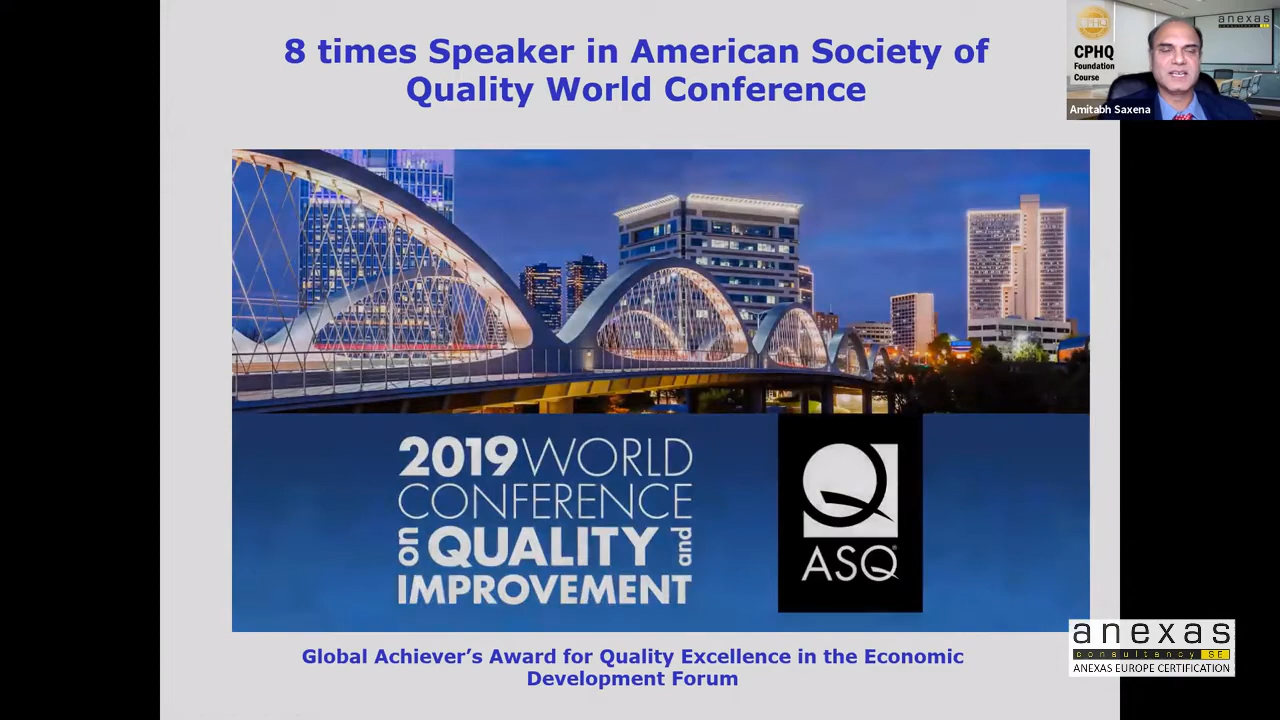 8 times Speaker in American Society of
Quality World Conference
anexas
CPHQ
Foundation
Course
Amitabh Saxena
2019 WORLD
CONFERENCE
on QUALITY and
IMPROVEMENT
ASQ
Global Achiever's Award for Quality Excellence in the Economic
Development Forum
anexas
consultancy SE
ANEXAS EUROPE CERTIFICATION